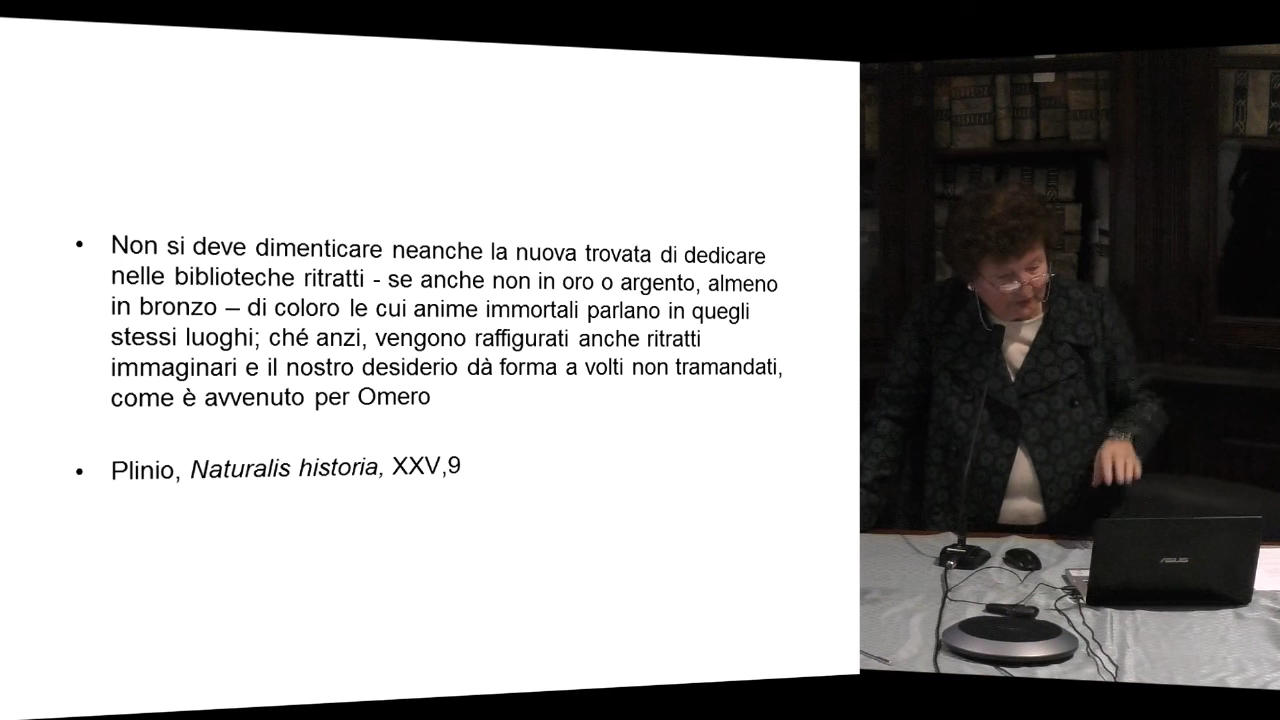 • Non si deve dimenticare neanche la nuova trovata di dedicare
nelle biblioteche ritratti - se anche non in oro o argento, almeno
in bronzo – di coloro le cui anime immortali parlano in quegli
stessi luoghi; ché anzi, vengono raffigurati anche ritratti
immaginari e il nostro desiderio dà forma a volti non tramandati,
come è avvenuto per Omero
• Plinio, Naturalis historia, XXV,9
ASUS